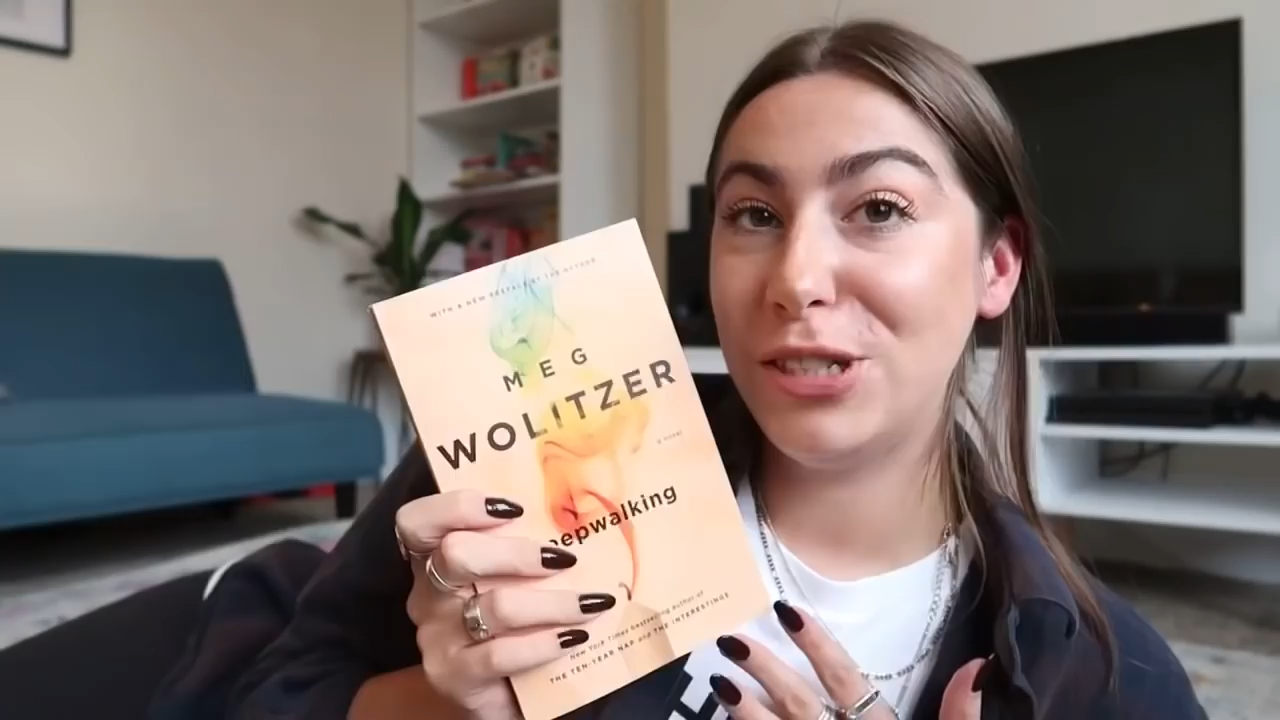 WITH A NEW PREFACE BY THE AUTHOR
MEG
WOLITZER
a novel
eepwalking
New York Times bestselling author of
THE TEN-YEAR NAP and THE INTERESTINGS